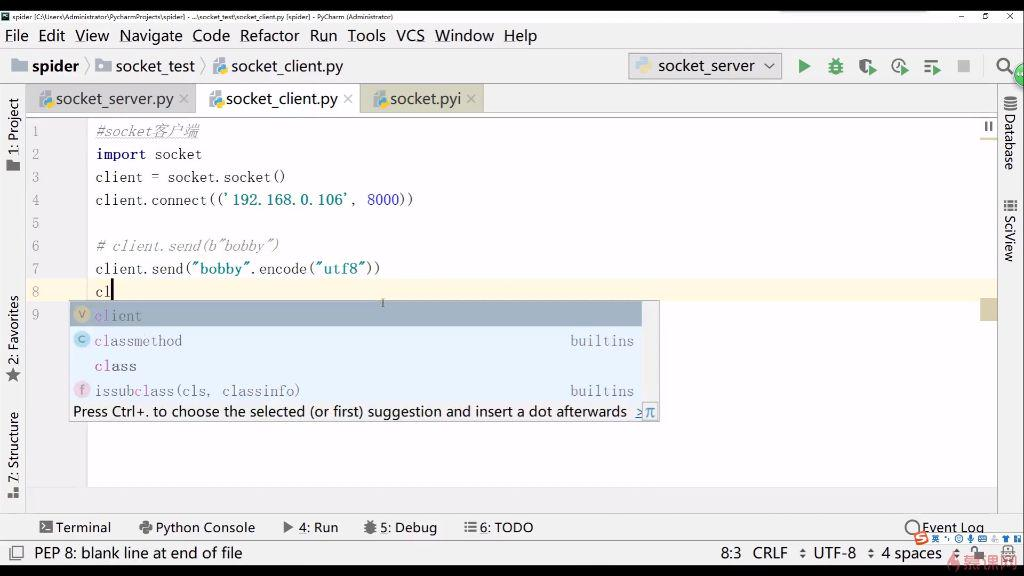 spider [C:\Users\Administrator\PycharmProjects\spider] - ...\socket_test\socket_client.py [spider] - PyCharm (Administrator)
File Edit View Navigate Code Refactor Run Tools VCS Window Help
spider socket_test socket_client.py socket_server
socket_server.py socket_client.py socket.pyi
1: Project
2: Favorites
7: Structure
Database
SciView
1 #socket客户端
2 import socket
3 client = socket.socket()
4 client.connect(('192.168.0.106', 8000))
5
6 # client.send(b"bobby")
7 client.send("bobby".encode("utf8"))
8 cl
9
V client
C classmethod builtins
class
f issubclass(cls, classinfo) builtins
Press Ctrl+. to choose the selected (or first) suggestion and insert a dot afterwards >> π
Terminal Python Console 4: Run 5: Debug 6: TODO Event Log
PEP 8: blank line at end of file 8:3 CRLF UTF-8 4 spaces
英
慕课网